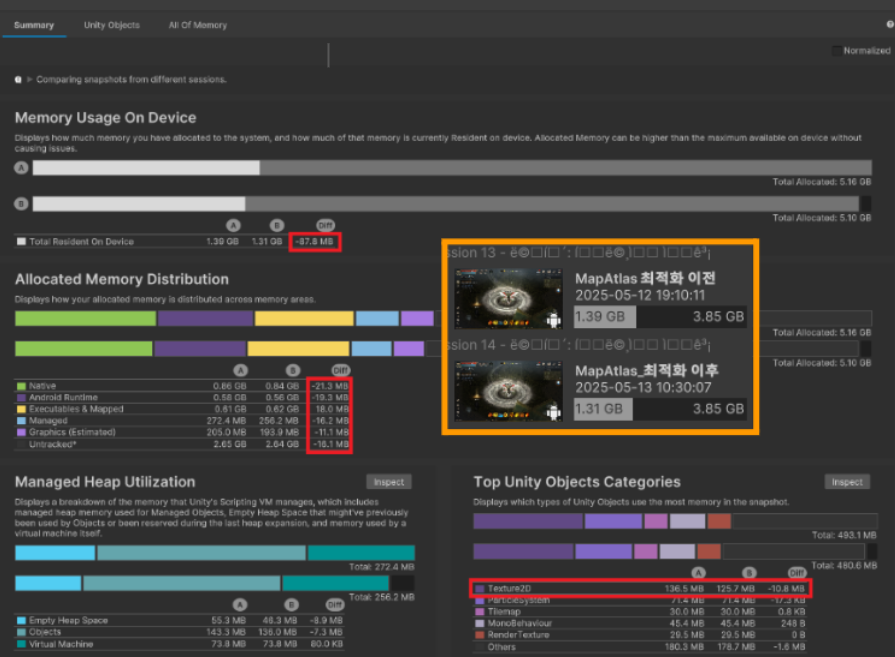 Summary Unity Objects All Of Memory
Normalized
Comparing snapshots from different sessions.
Memory Usage On Device
Displays how much memory you have allocated to the system, and how much of that memory is currently Resident on device. Allocated Memory can be higher than the maximum available on device without
causing issues.
A
Total Allocated: 5.16 GB
B
Total Allocated: 5.10 GB
A B Diff
Total Resident On Device 1.39 GB 1.31 GB -87.8 MB
ssion 13 -
MapAtlas 최적화 이전
2025-05-12 19:10:11
1.39 GB 3.85 GB
ssion 14 -
MapAtlas_최적화 이후
2025-05-13 10:30:07
1.31 GB 3.85 GB
Allocated Memory Distribution
Displays how your allocated memory is distributed across memory areas.
Total Allocated: 5.16 GB
Total Allocated: 5.10 GB
A B Diff
Native 0.86 GB 0.84 GB -21.3 MB
Android Runtime 0.58 GB 0.56 GB -19.3 MB
Executables & Mapped 0.61 GB 0.62 GB 18.0 MB
Managed 272.4 MB 256.2 MB -16.2 MB
Graphics (Estimated) 205.0 MB 193.9 MB -11.1 MB
Untracked* 2.65 GB 2.64 GB -16.1 MB
Managed Heap Utilization Inspect
Displays a breakdown of the memory that Unity's Scripting VM manages, which includes
managed heap memory used for Managed Objects, Empty Heap Space that might've previously
been used by Objects or been reserved during the last heap expansion, and memory used by a
virtual machine itself.
Total: 272.4 MB
Total: 256.2 MB
A B Diff
Empty Heap Space 55.3 MB 46.3 MB -8.9 MB
Objects 143.3 MB 136.0 MB -7.3 MB
Virtual Machine 73.8 MB 73.8 MB 80.0 KB
Top Unity Objects Categories Inspect
Displays which types of Unity Objects use the most memory in the snapshot.
Total: 493.1 MB
Total: 480.6 MB
A B Diff
Texture2D 136.5 MB 125.7 MB -10.8 MB
ParticleSystem 71.4 MB 71.4 MB -17.3 KB
Tilemap 30.0 MB 30.0 MB 0.8 KB
MonoBehaviour 45.4 MB 45.4 MB 248 B
RenderTexture 29.5 MB 29.5 MB 0 B
Others 180.3 MB 178.7 MB -1.6 MB